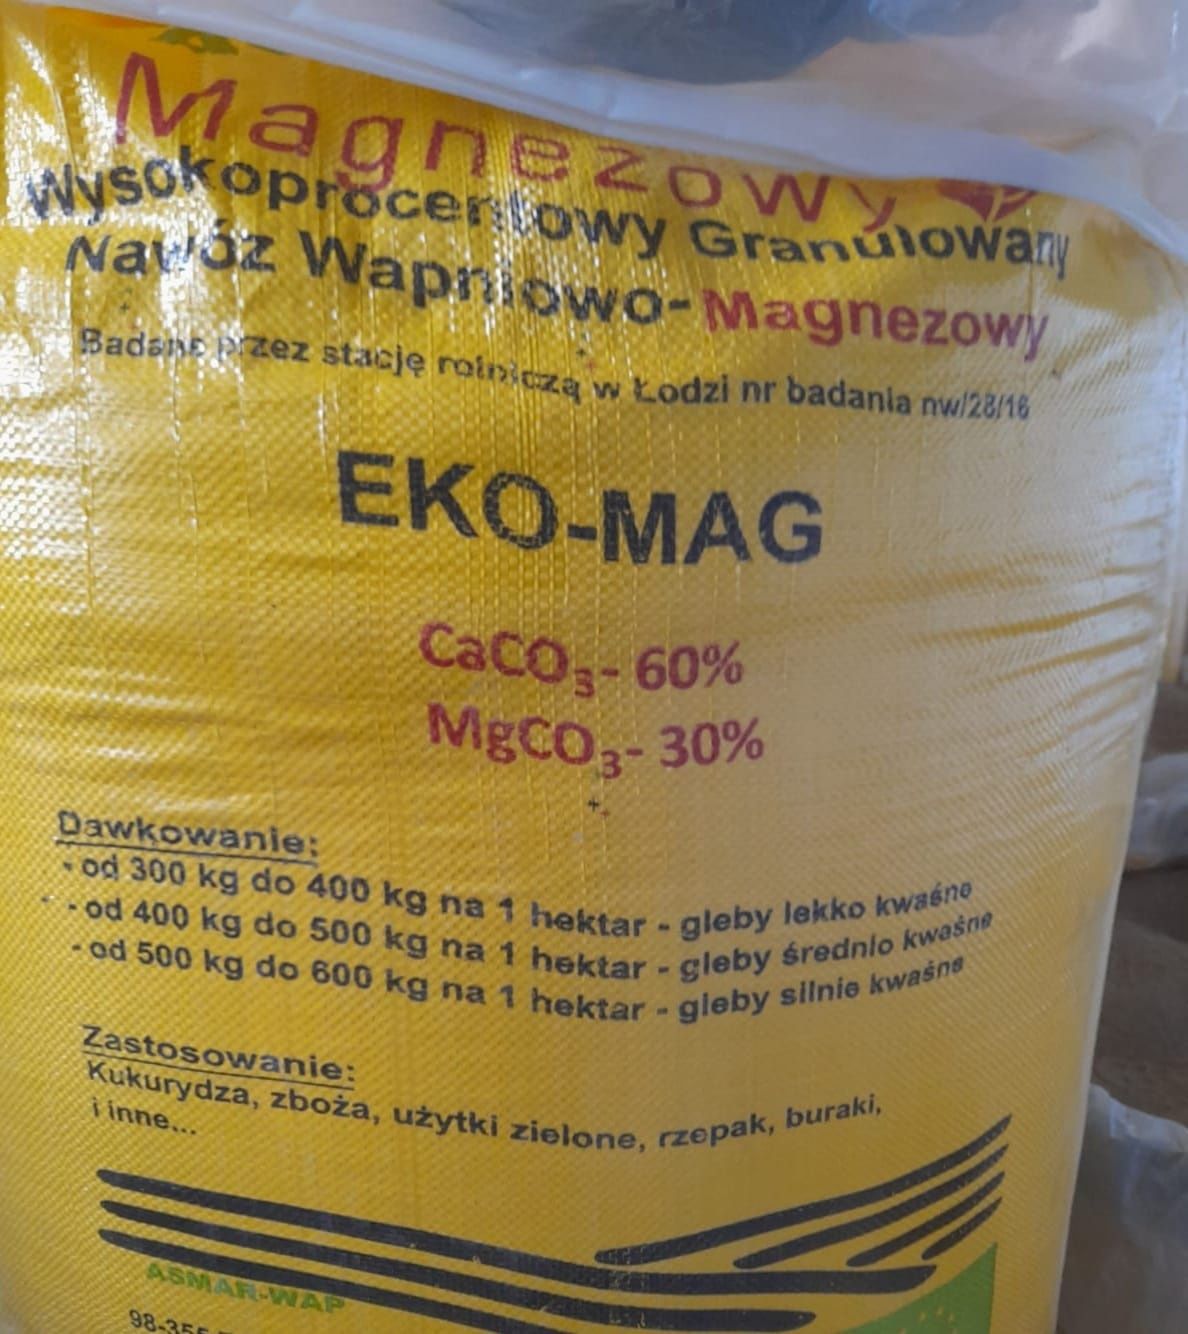 Magnezowy
Wysokoprocentowy Granulowany
Nawóz Wapniowo-Magnezowy
Badane przez stację rolniczą w Łodzi nr badania nw/28/16
EKO-MAG
CaCO₃- 60%
MgCO₃- 30%
Dawkowanie:
- od 300 kg do 400 kg na 1 hektar - gleby lekko kwaśne
- od 400 kg do 500 kg na 1 hektar - gleby średnio kwaśne
- od 500 kg do 600 kg na 1 hektar - gleby silnie kwaśne
Zastosowanie:
Kukurydza, zboża, użytki zielone, rzepak, buraki,
i inne...
ASMAR-WAP
98-355